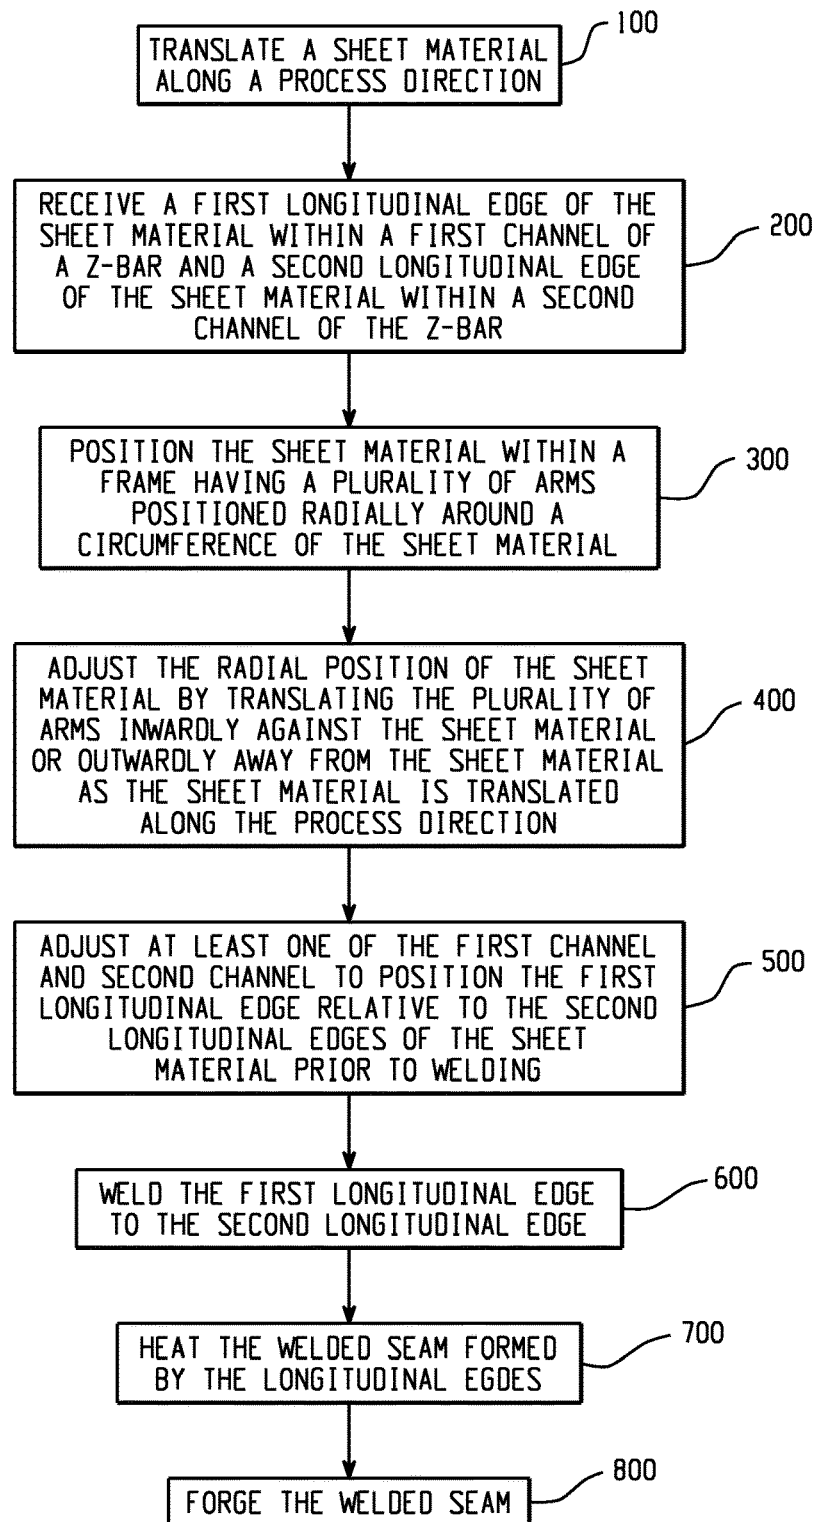 100
TRANSLATE A SHEET MATERIAL
ALONG A PROCESS DIRECTION
200
RECEIVE A FIRST LONGITUDINAL EDGE OF THE
SHEET MATERIAL WITHIN A FIRST CHANNEL OF
A Z-BAR AND A SECOND LONGITUDINAL EDGE
OF THE SHEET MATERIAL WITHIN A SECOND
CHANNEL OF THE Z-BAR
300
POSITION THE SHEET MATERIAL WITHIN A
FRAME HAVING A PLURALITY OF ARMS
POSITIONED RADIALLY AROUND A
CIRCUMFERENCE OF THE SHEET MATERIAL
400
ADJUST THE RADIAL POSITION OF THE SHEET
MATERIAL BY TRANSLATING THE PLURALITY OF
ARMS INWARDLY AGAINST THE SHEET MATERIAL
OR OUTWARDLY AWAY FROM THE SHEET MATERIAL
AS THE SHEET MATERIAL IS TRANSLATED
ALONG THE PROCESS DIRECTION
500
ADJUST AT LEAST ONE OF THE FIRST CHANNEL
AND SECOND CHANNEL TO POSITION THE FIRST
LONGITUDINAL EDGE RELATIVE TO THE SECOND
LONGITUDINAL EDGES OF THE SHEET
MATERIAL PRIOR TO WELDING
600
WELD THE FIRST LONGITUDINAL EDGE
TO THE SECOND LONGITUDINAL EDGE
700
HEAT THE WELDED SEAM FORMED
BY THE LONGITUDINAL EGDES
800
FORGE THE WELDED SEAM